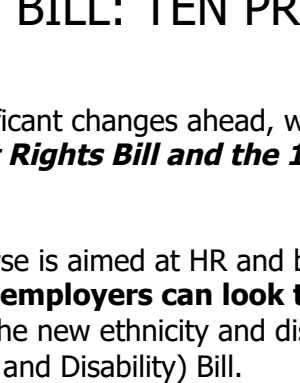 BILL: TEN PR
ficant changes ahead, w
Rights Bill and the 1
rse is aimed at HR and b
employers can look t
he new ethnicity and dis
and Disability) Bill.